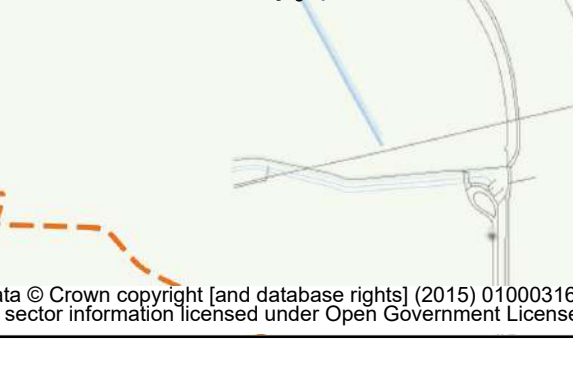 ata © Crown copyright [and database rights] (2015) 01000316
sector information licensed under Open Government License